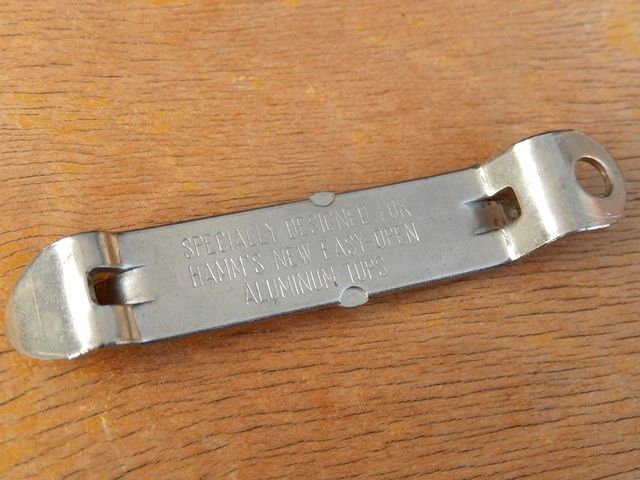 SPECIALLY DESIGNED FOR
HAMM'S NEW EASY-OPEN
ALUMINUM TOPS